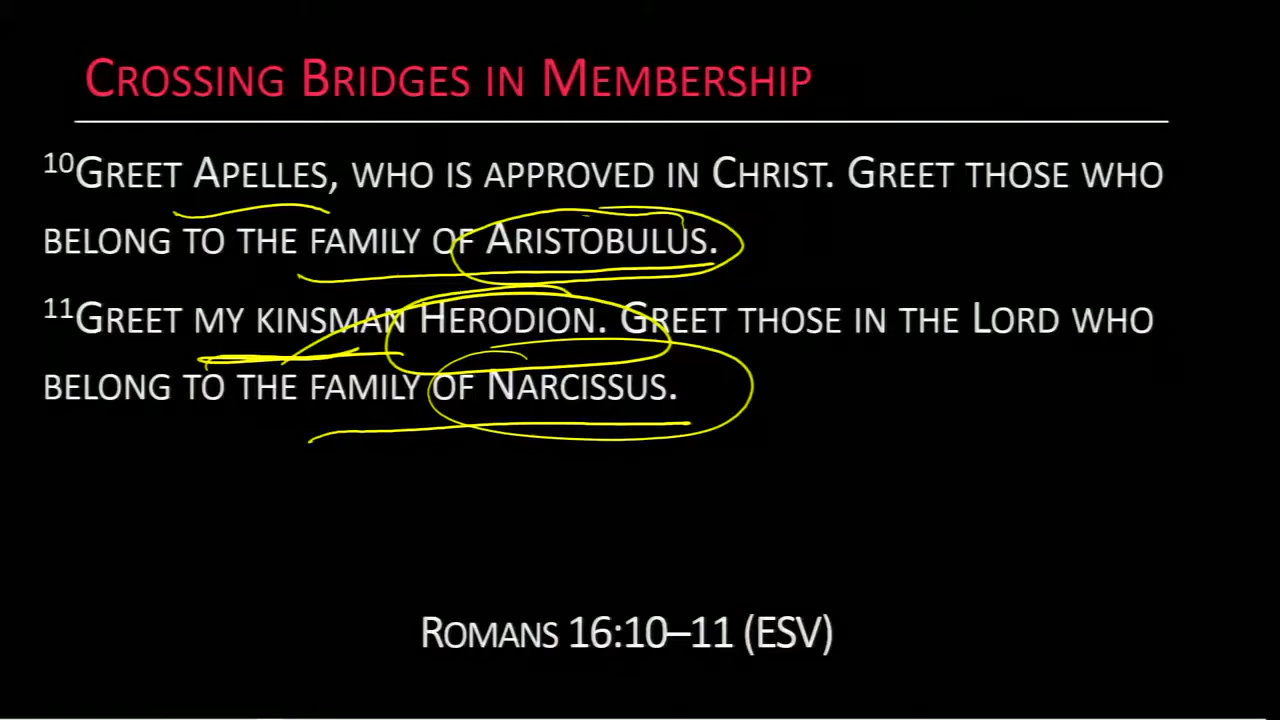 CROSSING BRIDGES IN MEMBERSHIP
10GREET APELLES, WHO IS APPROVED IN CHRIST. GREET THOSE WHO
BELONG TO THE FAMILY OF ARISTOBULUS.
11GREET MY KINSMAN HERODION. GREET THOSE IN THE LORD WHO
BELONG TO THE FAMILY OF NARCISSUS.
ROMANS 16:10–11 (ESV)